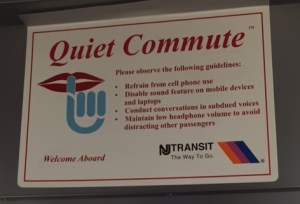 Quiet Commute™
Please observe the following guidelines:
• Refrain from cell phone use
• Disable sound feature on mobile devices
and laptops
• Conduct conversations in subdued voices
• Maintain low headphone volume to avoid
distracting other passengers
Welcome Aboard
NJTRANSIT
The Way To Go